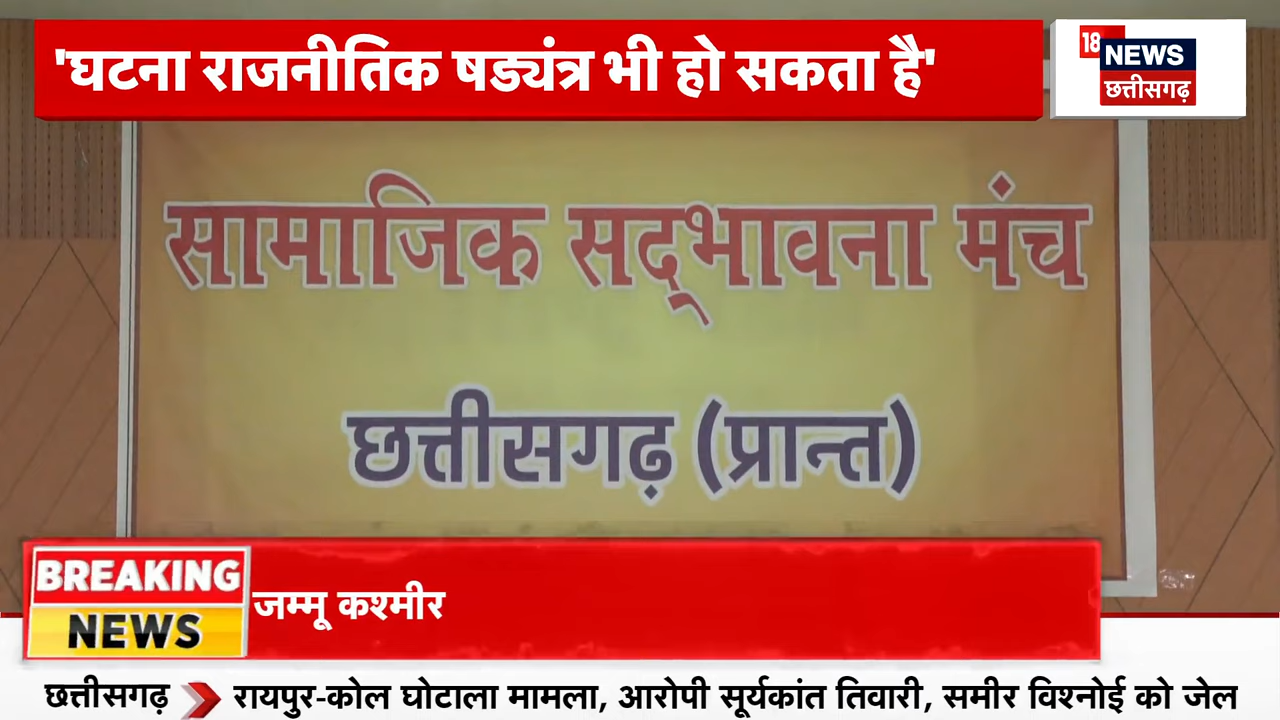 'घटना राजनीतिक षड्यंत्र भी हो सकता है'
18
NEWS
छत्तीसगढ़
सामाजिक सद्‌भावना मंच
छत्तीसगढ़ (प्रान्त)
BREAKING
NEWS
जम्मू कश्मीर
छत्तीसगढ़ रायपुर-कोल घोटाला मामला, आरोपी सूर्यकांत तिवारी, समीर विश्नोई को जेल